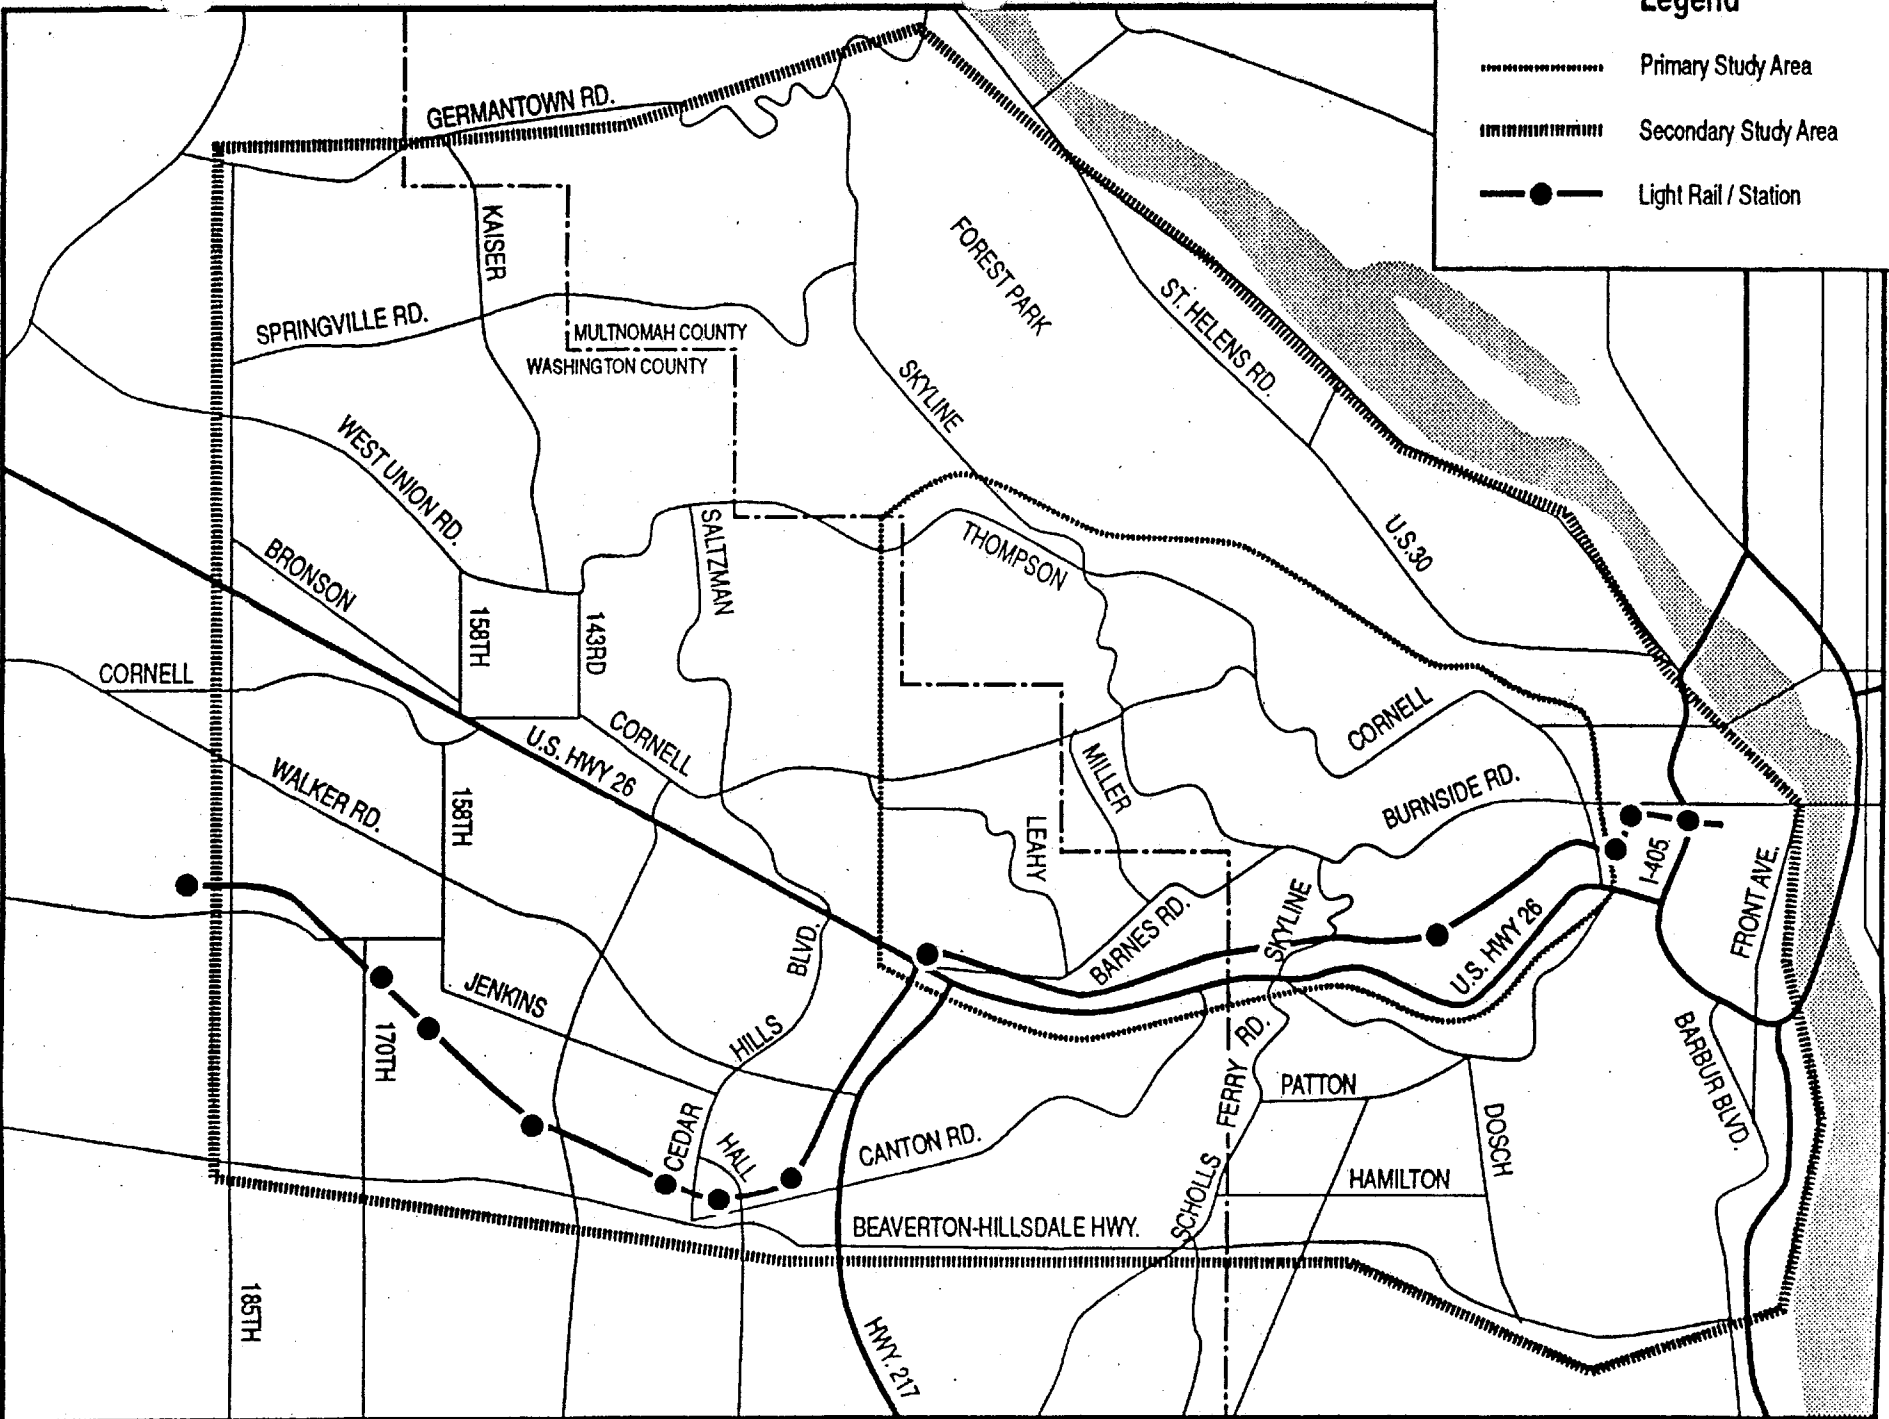 Legend
Primary Study Area
Secondary Study Area
Light Rail / Station
GERMANTOWN RD.
KAISER
FOREST PARK
SPRINGVILLE RD.
MULTNOMAH COUNTY
WASHINGTON COUNTY
ST. HELENS RD.
SKYLINE
WEST UNION RD.
BRONSON
SALTZMAN
THOMPSON
U.S.30
158TH
143RD
CORNELL
CORNELL
CORNELL
U.S. HWY 26
WALKER RD.
158TH
MILLER
BURNSIDE RD.
LEAHY
I-405
FRONT AVE.
BARNES RD.
SKYLINE
U.S. HWY 26
BLVD.
HILLS
CEDAR
JENKINS
170TH
HALL
CANTON RD.
SCHOLLS FERRY RD.
PATTON
DOSCH
HAMILTON
BARBUR BLVD.
BEAVERTON-HILLSDALE HWY.
185TH
HWY. 217